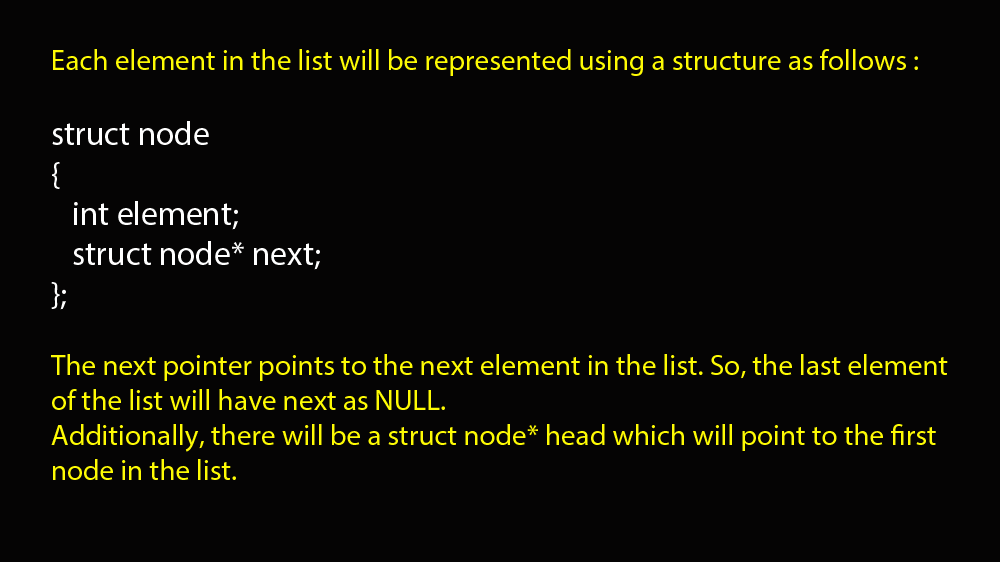 Each element in the list will be represented using a structure as follows :
struct node
{
int element;
struct node* next;
};
The next pointer points to the next element in the list. So, the last element
of the list will have next as NULL.
Additionally, there will be a struct node* head which will point to the first
node in the list.